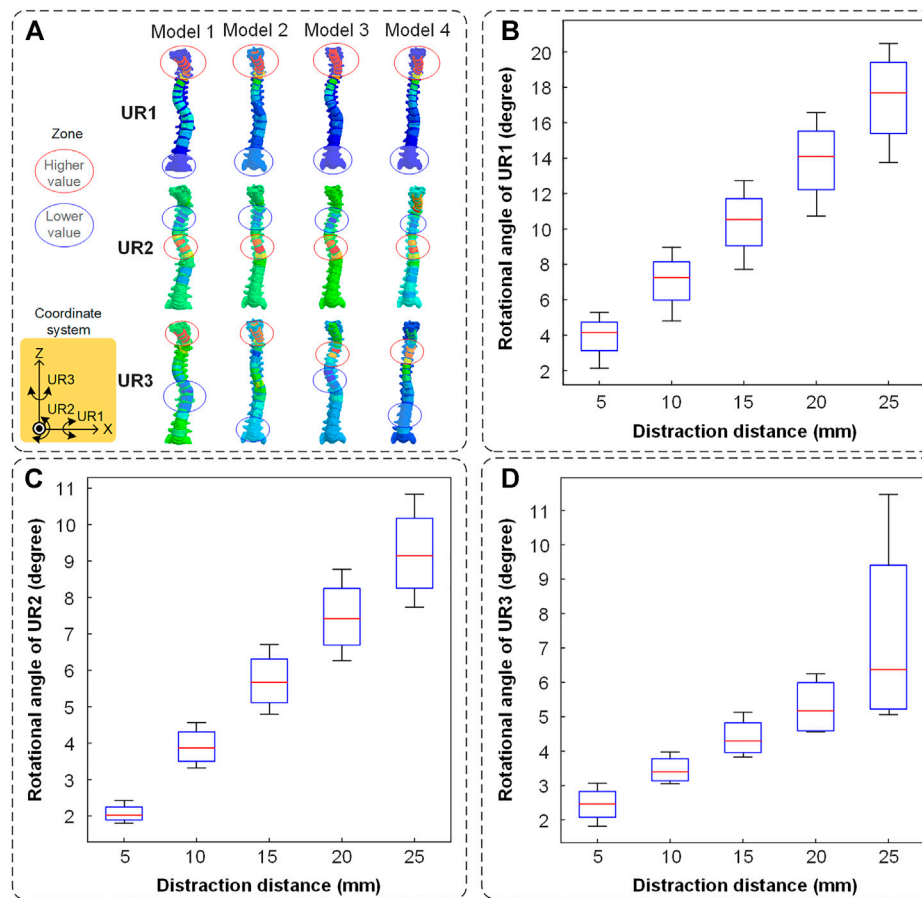 A
Model 1 Model 2 Model 3 Model 4
UR1
Zone
Higher
value
Lower
value
UR2
Coordinate
system
Z
UR3
UR2
UR1
X
UR3
B
Rotational angle of UR1 (degree)
20
18
16
14
12
10
8
6
4
2
5 10 15 20 25
Distraction distance (mm)
C
Rotational angle of UR2 (degree)
11
10
9
8
7
6
5
4
3
2
5 10 15 20 25
Distraction distance (mm)
D
Rotational angle of UR3 (degree)
11
10
9
8
7
6
5
4
3
2
5 10 15 20 25
Distraction distance (mm)